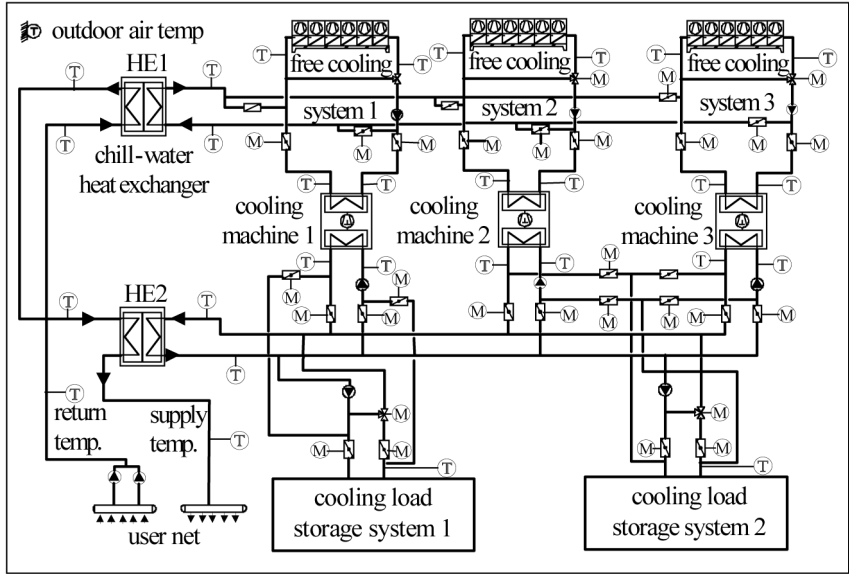 T outdoor air temp
HE1
free cooling
free cooling
free cooling
T
T
T
T
T
T
T
T
M
M
M
M
system 1
system 2
system 3
T
T
M
M
M
M
M
M
M
M
M
chill-water
heat exchanger
T
T
T
T
T
T
cooling
machine 1
cooling
machine 2
cooling
machine 3
HE2
T
T
T
T
T
T
M
M
M
M
M
M
T
T
M
M
M
M
M
M
T
T
return
temp.
supply
temp.
T
M
M
M
M
M
M
T
T
cooling load
storage system 1
cooling load
storage system 2
user net